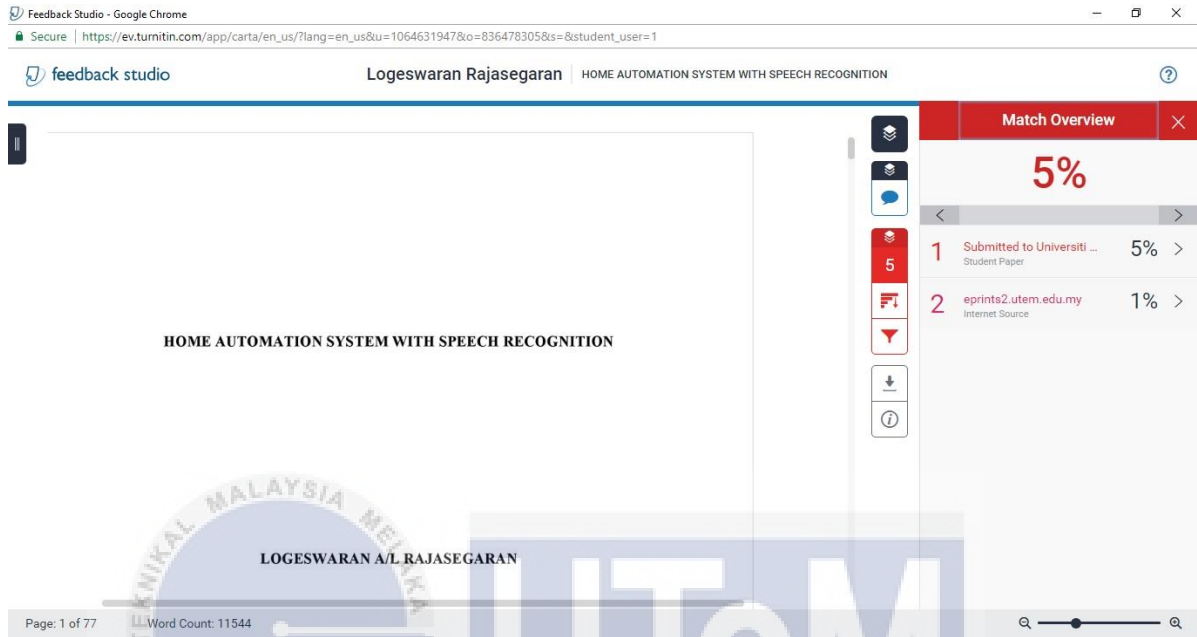 Feedback Studio - Google Chrome
Secure | https://ev.turnitin.com/app/carta/en_us/?lang=en_us&u=1064631947&o=836478305&s=&student_user=1
feedback studio
Logeswaran Rajasegaran
HOME AUTOMATION SYSTEM WITH SPEECH RECOGNITION
?
Match Overview
5%
5
1 Submitted to Universiti ... 5%
Student Paper
2 eprints2.utem.edu.my 1%
Internet Source
HOME AUTOMATION SYSTEM WITH SPEECH RECOGNITION
LOGESWARAN A/L RAJASEGARAN
TEKNIKAL MALAYSIA MELAKA
UTeM
Page: 1 of 77
Word Count: 11544